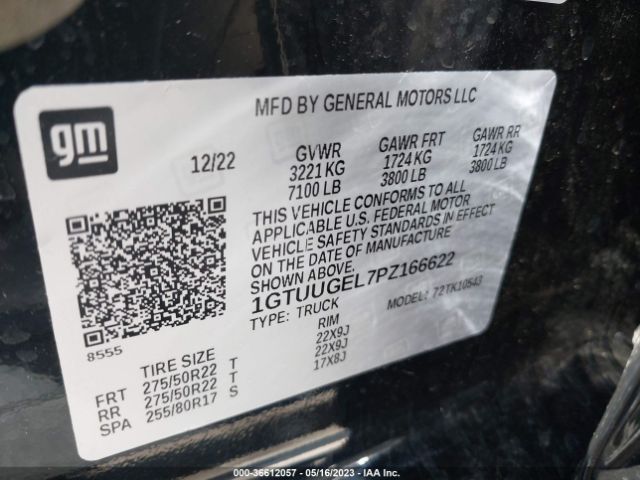 gm
MFD BY GENERAL MOTORS LLC
12/22
GVWR
3221 KG
7100 LB
GAWR FRT
1724 KG
3800 LB
GAWR RR
1724 KG
3800 LB
THIS VEHICLE CONFORMS TO ALL
APPLICABLE U.S. FEDERAL MOTOR
VEHICLE SAFETY STANDARDS IN EFFECT
ON THE DATE OF MANUFACTURE
SHOWN ABOVE.
1GTUUGEL7PZ166622
TYPE: TRUCK
MODEL: 72TK10543
8555
TIRE SIZE
RIM
FRT 275/50R22 T 22X9J
RR 275/50R22 T 22X9J
SPA 255/80R17 S 17X8J
000-36612057 - 05/16/2023 - IAA Inc.